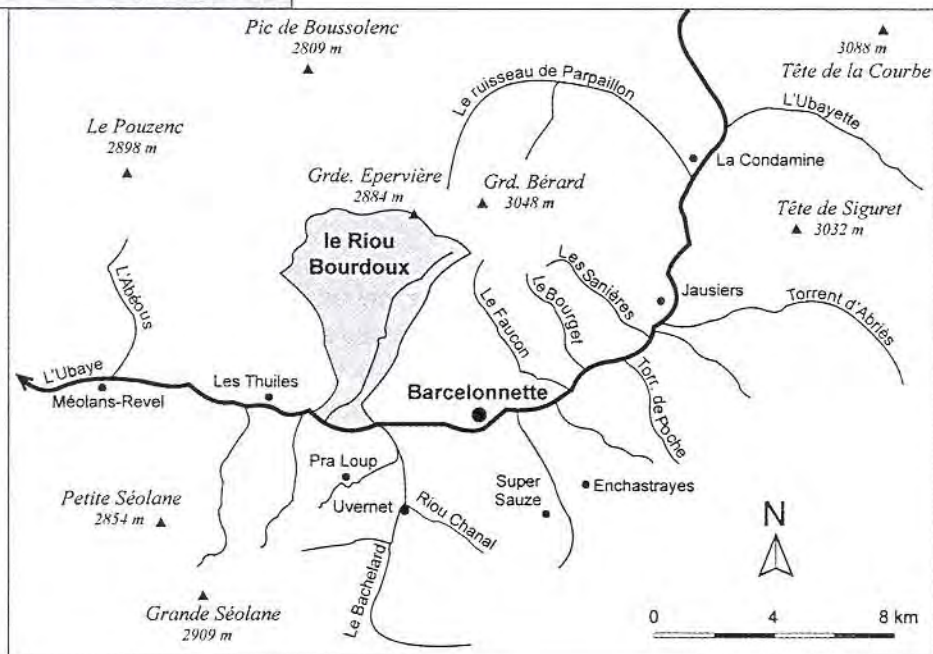 Pic de Boussolenc
2809 m
3088 m
Tête de la Courbe
Le ruisseau de Parpaillon
L'Ubayette
Le Pouzenc
2898 m
La Condamine
Grde. Epervière
2884 m
Grd. Bérard
3048 m
Tête de Siguret
3032 m
le Riou
Bourdoux
L'Abéous
Les Sanières
Le Bourget
Le Faucon
Jausiers
Torrent d'Abriès
L'Ubaye
Méolans-Revel
Les Thuiles
Barcelonnette
Torr. de Poche
Pra Loup
Uvernet
Riou Chanal
Super
Sauze
Enchastrayes
Petite Séolane
2854 m
Le Bachelard
Grande Séolane
2909 m
N
0 4 8 km